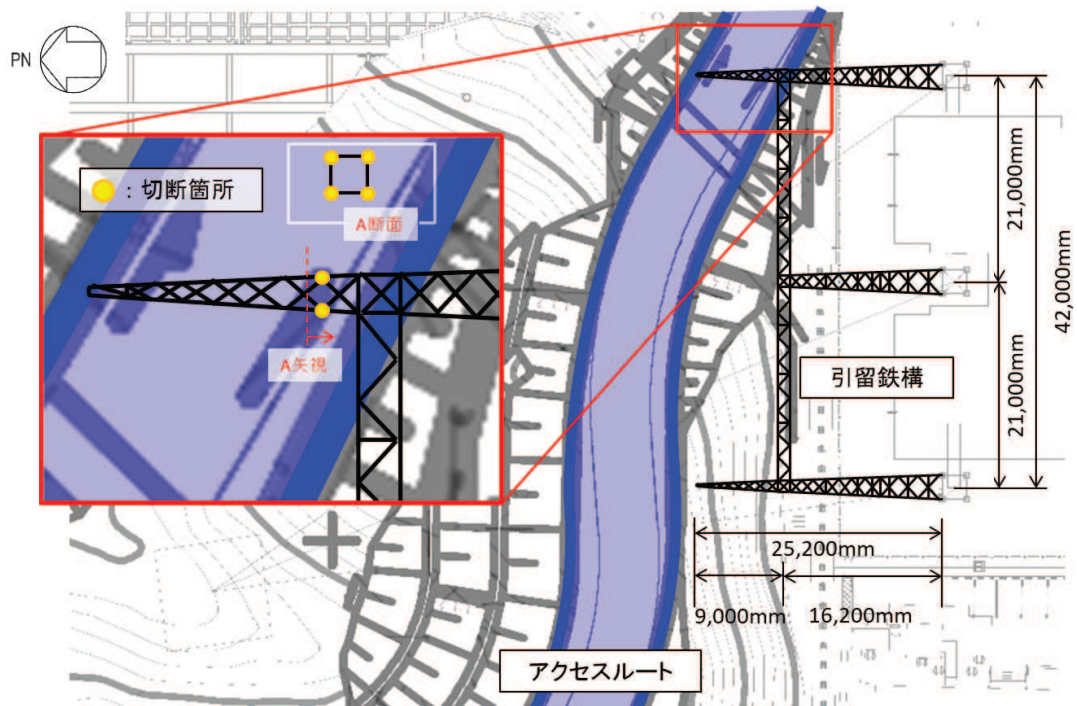 PN
：切断箇所
A断面
A矢視
21,000mm
21,000mm
42,000mm
引留鉄構
25,200mm
9,000mm
16,200mm
アクセスルート